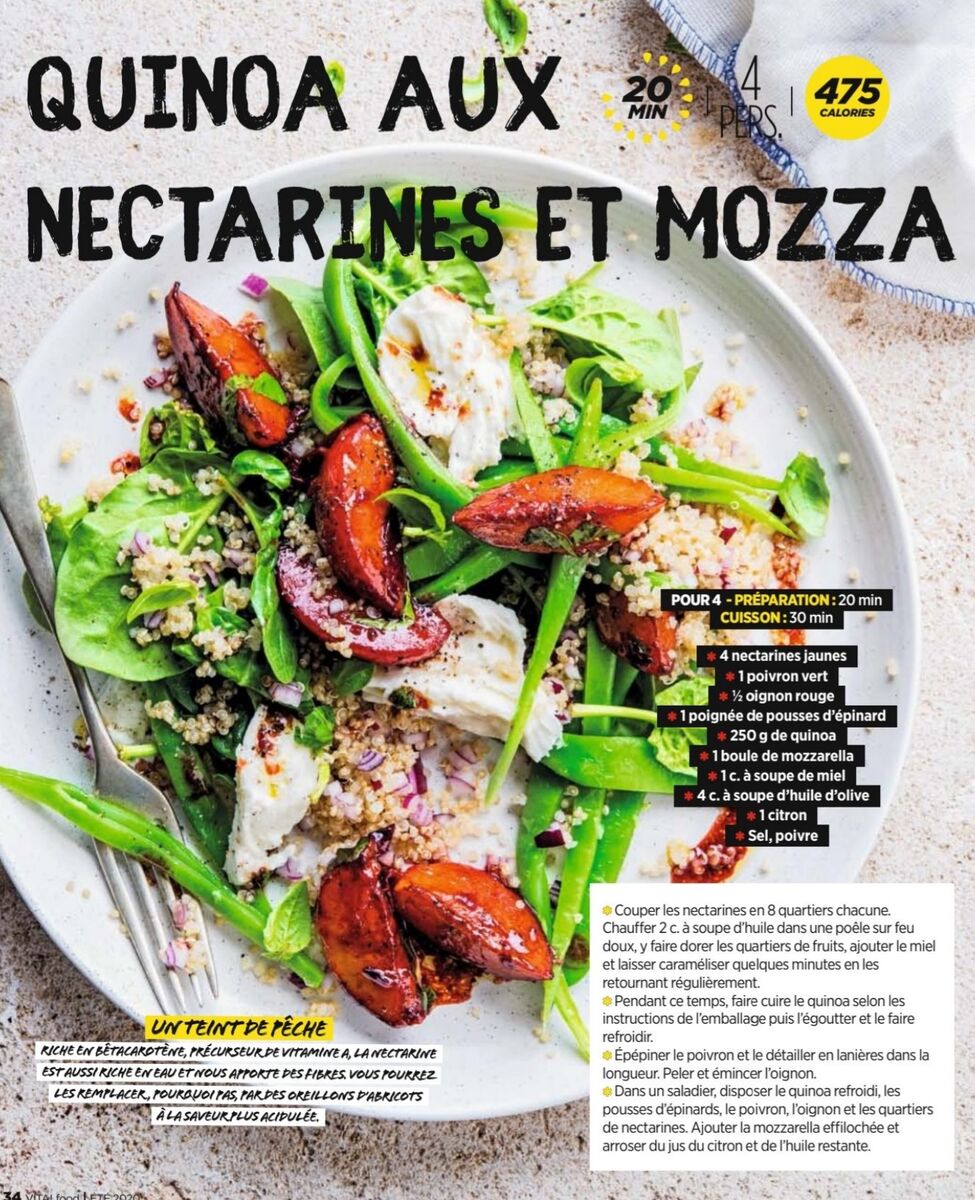 QUINOA AUX
20
MIN
4
PERS.
475
CALORIES
NECTARINES ET MOZZA
POUR 4 - PRÉPARATION : 20 min
CUISSON : 30 min
* 4 nectarines jaunes
* 1 poivron vert
* ½ oignon rouge
* 1 poignée de pousses d'épinard
* 250 g de quinoa
* 1 boule de mozzarella
* 1 c. à soupe de miel
* 4 c. à soupe d'huile d'olive
* 1 citron
* Sel, poivre
Couper les nectarines en 8 quartiers chacune.
Chauffer 2 c. à soupe d'huile dans une poêle sur feu
doux, y faire dorer les quartiers de fruits, ajouter le miel
et laisser caraméliser quelques minutes en les
retournant régulièrement.
Pendant ce temps, faire cuire le quinoa selon les
instructions de l'emballage puis l'égoutter et le faire
refroidir.
Épépiner le poivron et le détailler en lanières dans la
longueur. Peler et émincer l'oignon.
Dans un saladier, disposer le quinoa refroidi, les
pousses d'épinards, le poivron, l'oignon et les quartiers
de nectarines. Ajouter la mozzarella effilochée et
arroser du jus du citron et de l'huile restante.
UN TEINT DE PÊCHE
RICHE EN BÊTACAROTÈNE, PRÉCURSEUR DE VITAMINE A, LA NECTARINE
EST AUSSI RICHE EN EAU ET NOUS APPORTE DES FIBRES. VOUS POURREZ
LES REMPLACER, POURQUOI PAS, PAR DES OREILLONS D'ABRICOTS
À LA SAVEUR PLUS ACIDULÉE.
34 VITAL food | ÉTÉ 2020